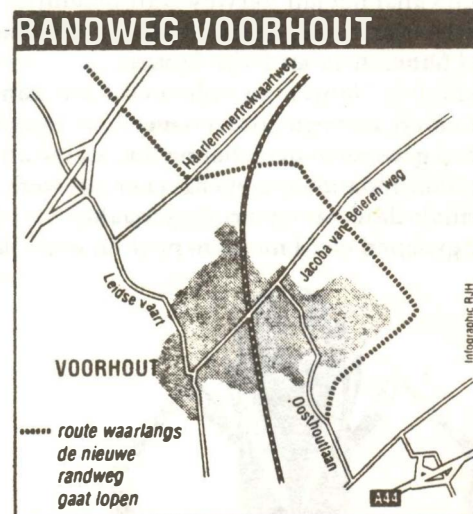 RANDWEG VOORHOUT
Haarlemmertrekvaartweg
Jacoba van Beieren weg
Leidse vaart
VOORHOUT
Oosthoutlaan
Infographic RJH
route waarlangs
de nieuwe
randweg
gaat lopen
A44